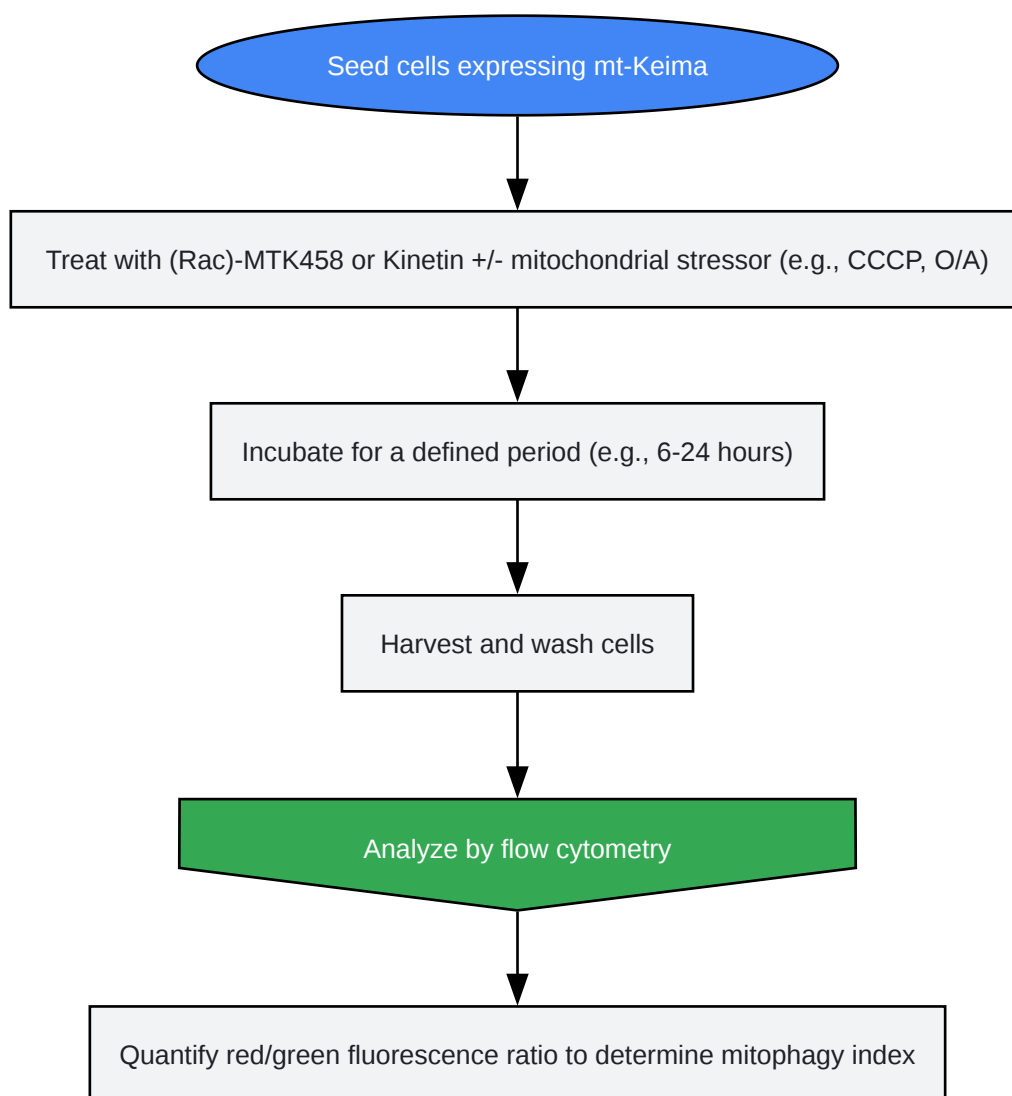 Seed cells expressing mt-Keima
Treat with (Rac)-MTK458 or Kinetin +/- mitochondrial stressor (e.g., CCCP, O/A)
Incubate for a defined period (e.g., 6-24 hours)
Harvest and wash cells
Analyze by flow cytometry
Quantify red/green fluorescence ratio to determine mitophagy index